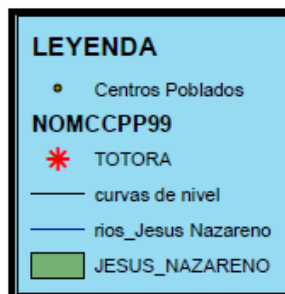 LEYENDA
Centros Poblados
NOMCCPP99
TOTORA
curvas de nivel
rios_Jesus Nazareno
JESUS_NAZARENO